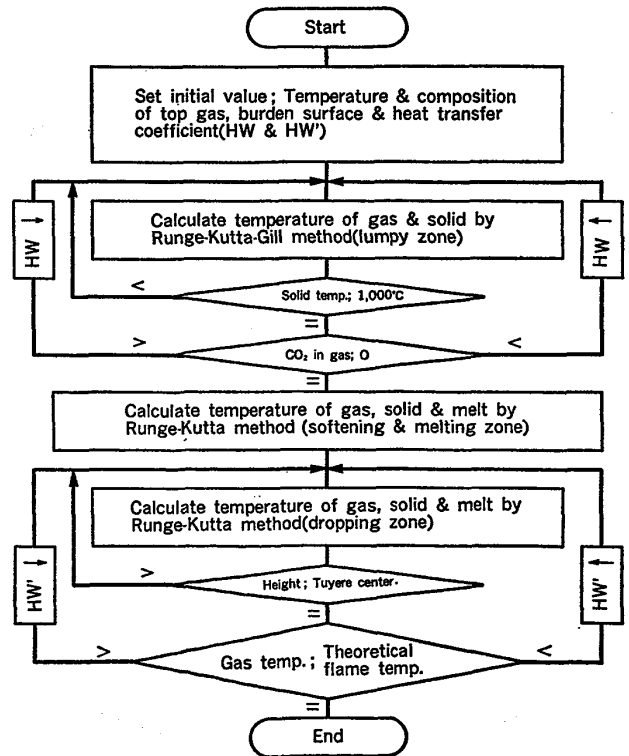 Start
Set initial value; Temperature & composition
of top gas, burden surface & heat transfer
coefficient(HW & HW')
HW →
HW →
Calculate temperature of gas & solid by
Runge-Kutta-Gill method(lumpy zone)
<
Solid temp.; 1,000°C
=
>
CO₂ in gas; 0
<
=
Calculate temperature of gas, solid & melt by
Runge-Kutta method (softening & melting zone)
Calculate temperature of gas, solid & melt by
Runge-Kutta method(dropping zone)
HW' →
HW' →
>
Height; Tuyere center.
=
>
Gas temp.; Theoretical
flame temp.
<
=
End